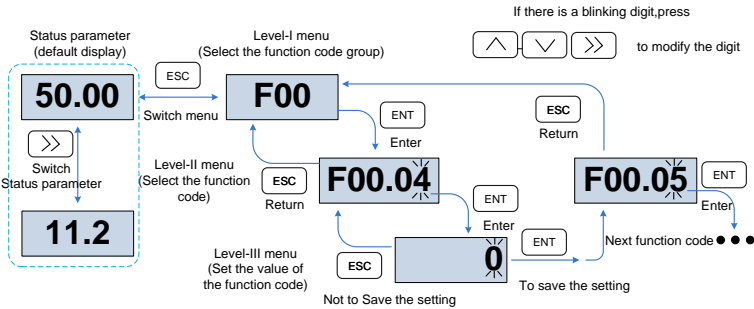 If there is a blinking digit,press
to modify the digit
Status parameter
(default display)
Level-I menu
(Select the function code group)
50.00
ESC
Switch menu
F00
ENT
Enter
ESC
Return
Switch
Status parameter
Level-II menu
(Select the function
code)
ESC
Return
F00.04
ENT
Enter
F00.05
ENT
Enter
11.2
Level-III menu
(Set the value of
the function code)
ESC
0
ENT
Next function code
Not to Save the setting
To save the setting